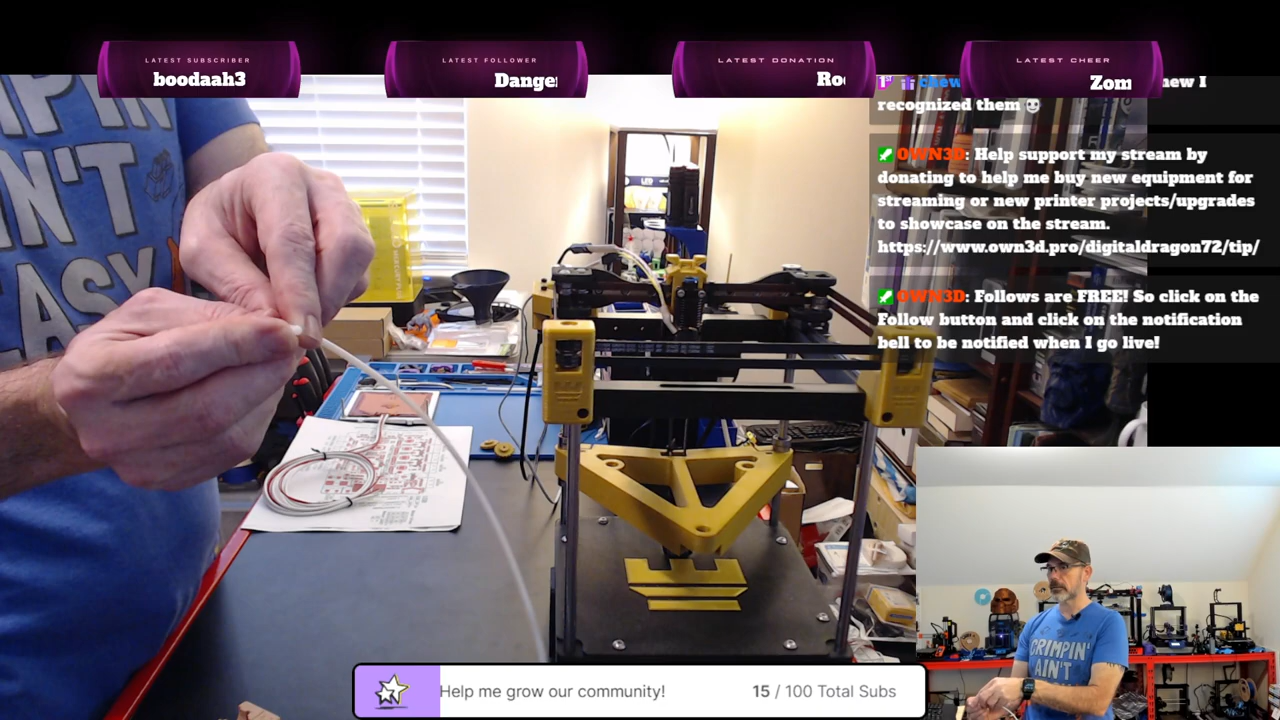 LATEST SUBSCRIBER
boodaah3
LATEST FOLLOWER
Dange
LATEST DONATION
Ro
LATEST CHEER
Zom
recognized them
OWN3D: Help support my stream by
donating to help me buy new equipment for
streaming or new printer projects/upgrades
to showcase on the stream.
https://www.own3d.pro/digitaldragon72/tip/
OWN3D: Follows are FREE! So click on the
Follow button and click on the notification
bell to be notified when I go live!
AIN'T
EASY
CRIMPIN'
AIN'T
Help me grow our community!
15 / 100 Total Subs